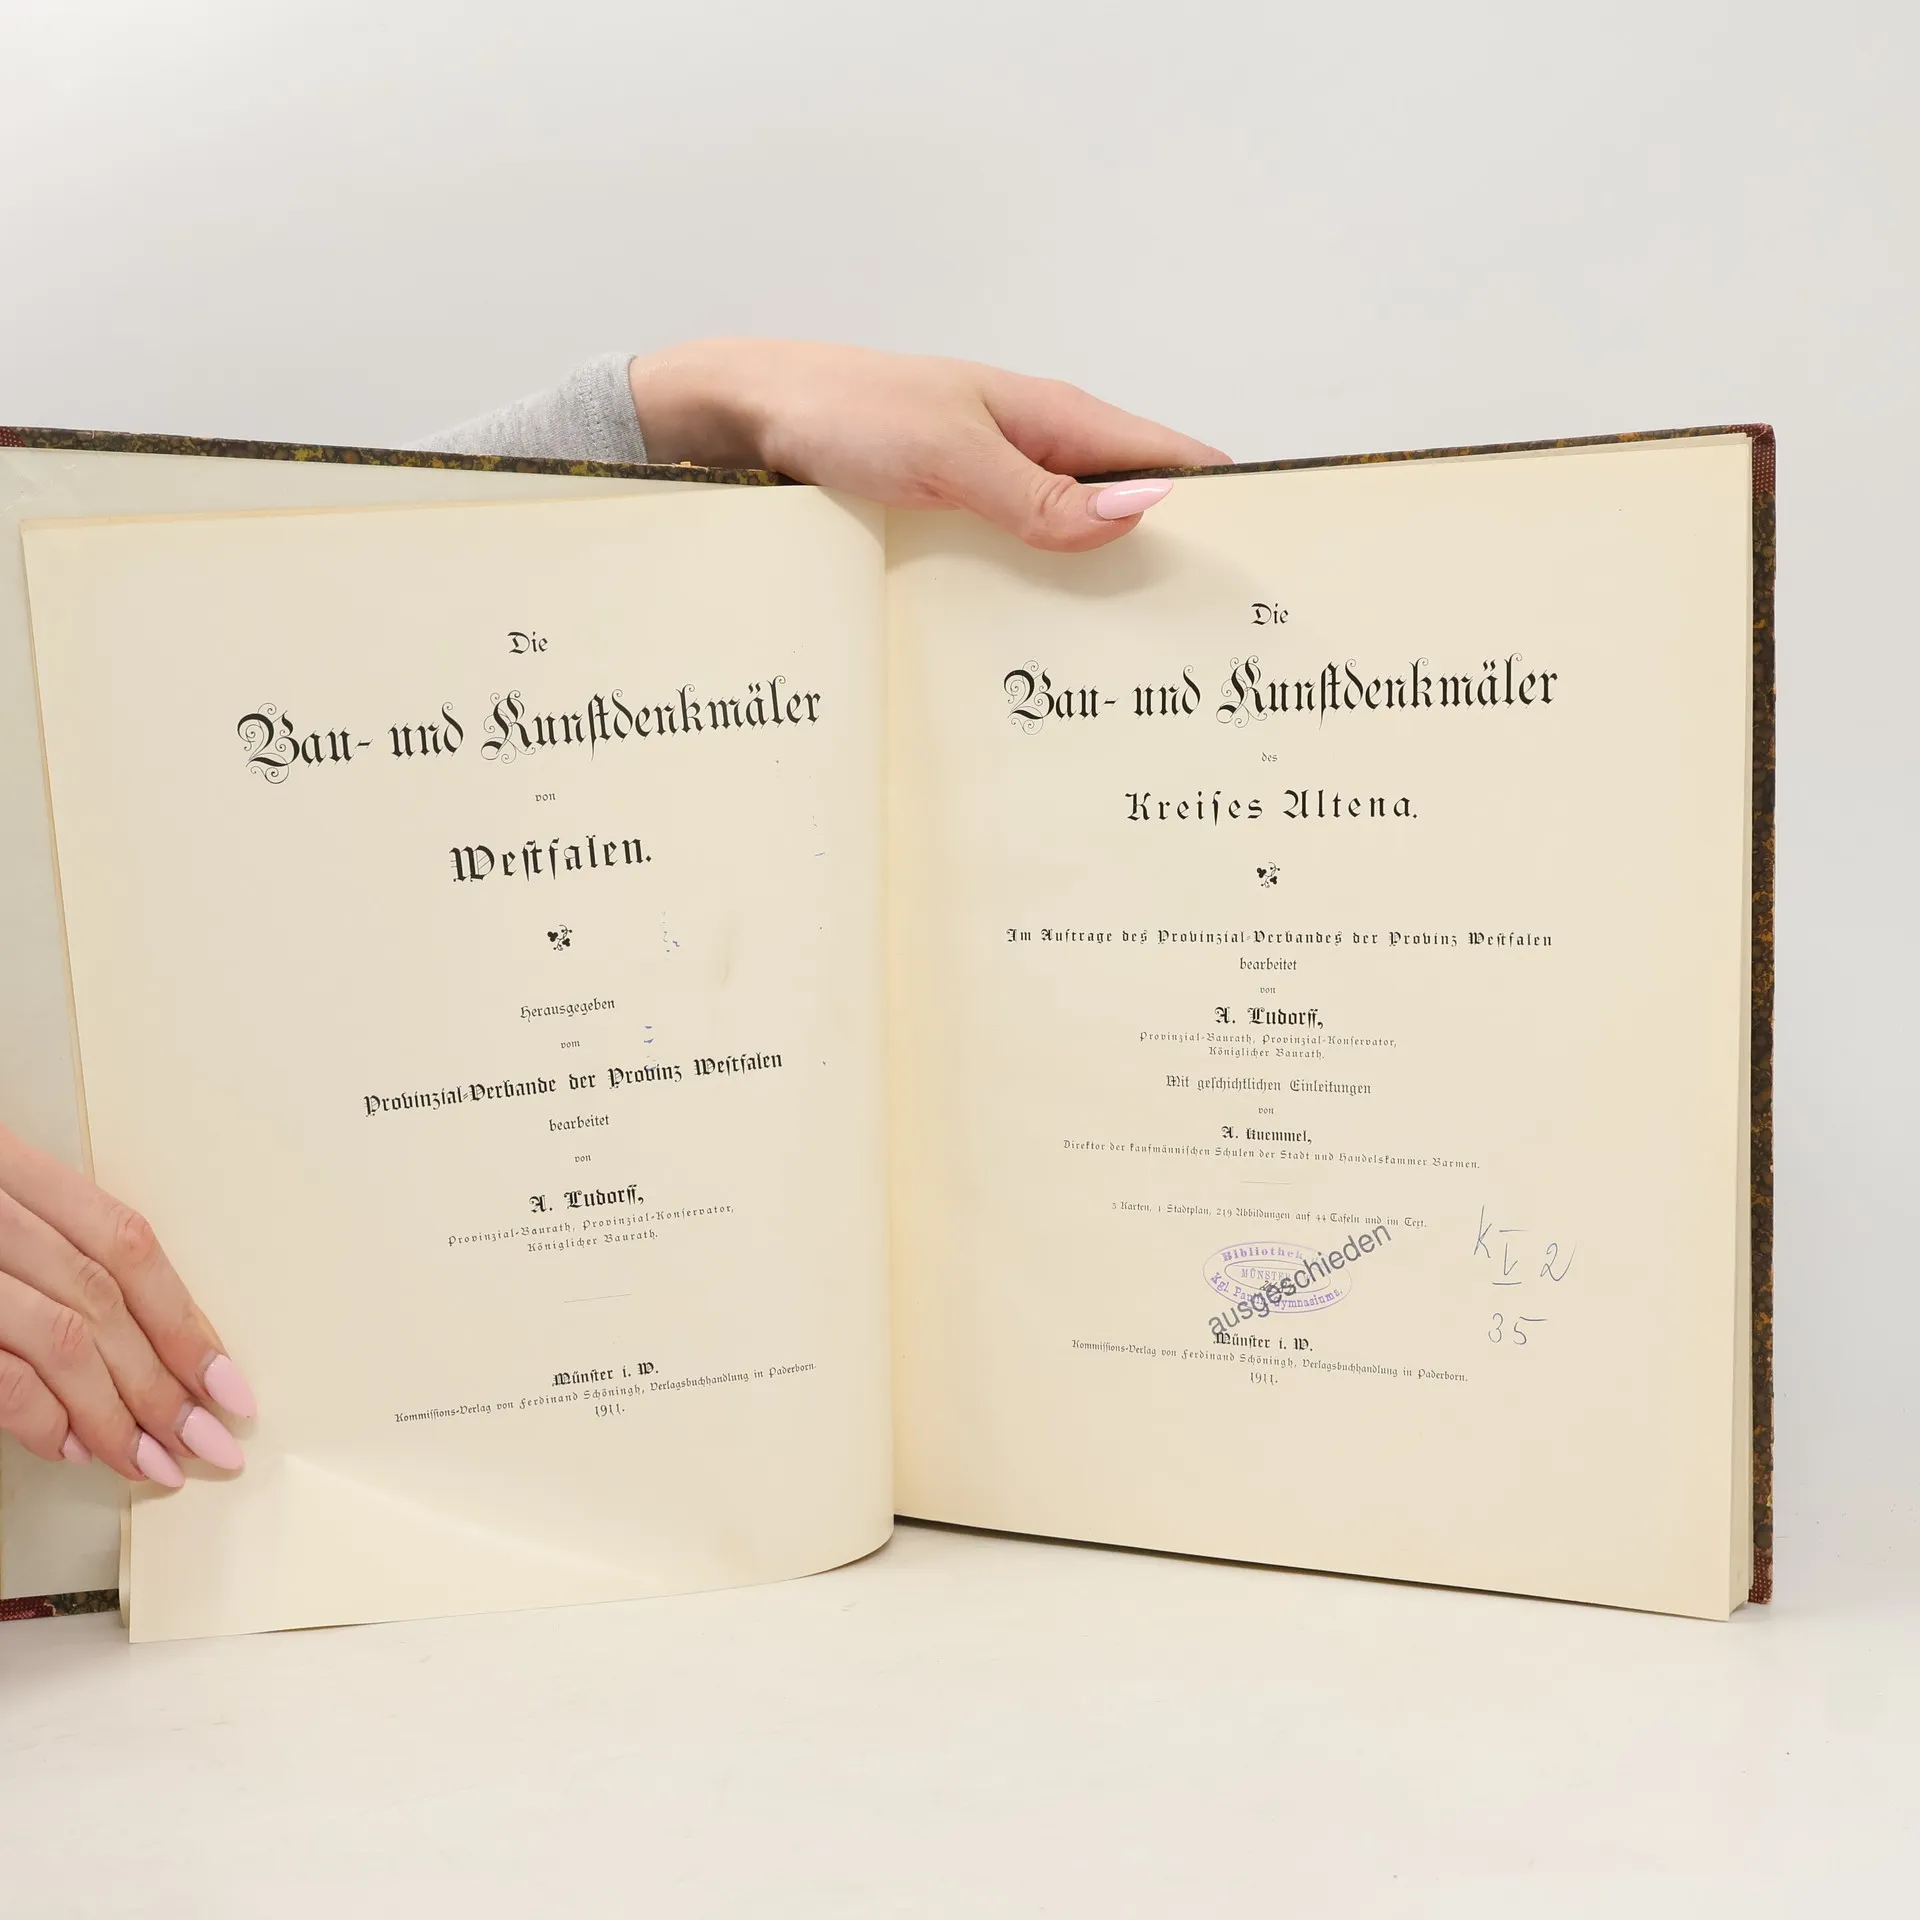 Die
Bau- und Kunstdenkmäler
von
Westfalen.
Herausgegeben
vom
Provinzial-Verbande der Provinz Westfalen
bearbeitet
von
A. Ludorff,
Provinzial-Baurath, Provinzial-Konservator,
Königlicher Baurath.
Münster i. W.
Kommissions-Verlag von Ferdinand Schöningh, Verlagsbuchhandlung in Paderborn.
1911.
Die
Bau- und Kunstdenkmäler
des
Kreises Altena.
Im Auftrage des Provinzial-Verbandes der Provinz Westfalen
bearbeitet
von
A. Ludorff,
Provinzial-Baurath, Provinzial-Konservator,
Königlicher Baurath.
Mit geschichtlichen Einleitungen
von
A. Kuemmel,
Direktor der kaufmännischen Schulen der Stadt und Handelskammer Barmen.
3 Karten, 1 Stadtplan, 219 Abbildungen auf 44 Tafeln und im Text.
Bibliothek
MÜNSTER
Kgl. Paulin. Gymnasiums.
ausgeschieden
K V 2
35
Münster i. W.
Kommissions-Verlag von Ferdinand Schöningh, Verlagsbuchhandlung in Paderborn.
1911.